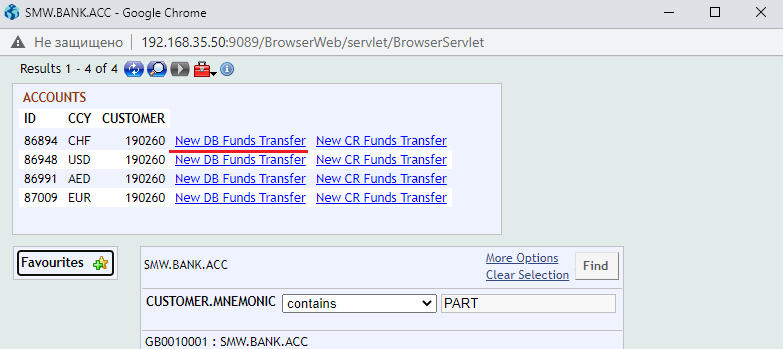 SMW.BANK.ACC - Google Chrome
Не защищено 192.168.35.50:9089/BrowserWeb/servlet/BrowserServlet
Results 1 - 4 of 4
ACCOUNTS
ID CCY CUSTOMER
86894 CHF 190260 New DB Funds Transfer New CR Funds Transfer
86948 USD 190260 New DB Funds Transfer New CR Funds Transfer
86991 AED 190260 New DB Funds Transfer New CR Funds Transfer
87009 EUR 190260 New DB Funds Transfer New CR Funds Transfer
Favourites
SMW.BANK.ACC More Options Find
Clear Selection
CUSTOMER.MNEMONIC contains PART
GB0010001 : SMW.BANK.ACC